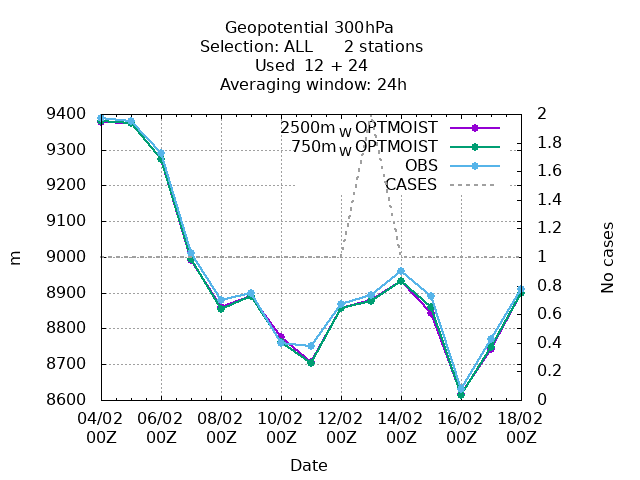 Geopotential 300hPa
Selection: ALL 2 stations
Used 12 + 24
Averaging window: 24h
9400
9300
9200
9100
9000
8900
8800
8700
8600
m
2500m W OPTMOIST
750m W OPTMOIST
OBS
CASES
2
1.8
1.6
1.4
1.2
1
0.8
0.6
0.4
0.2
0
No cases
04/02 06/02 08/02 10/02 12/02 14/02 16/02 18/02
00Z 00Z 00Z 00Z 00Z 00Z 00Z 00Z
Date